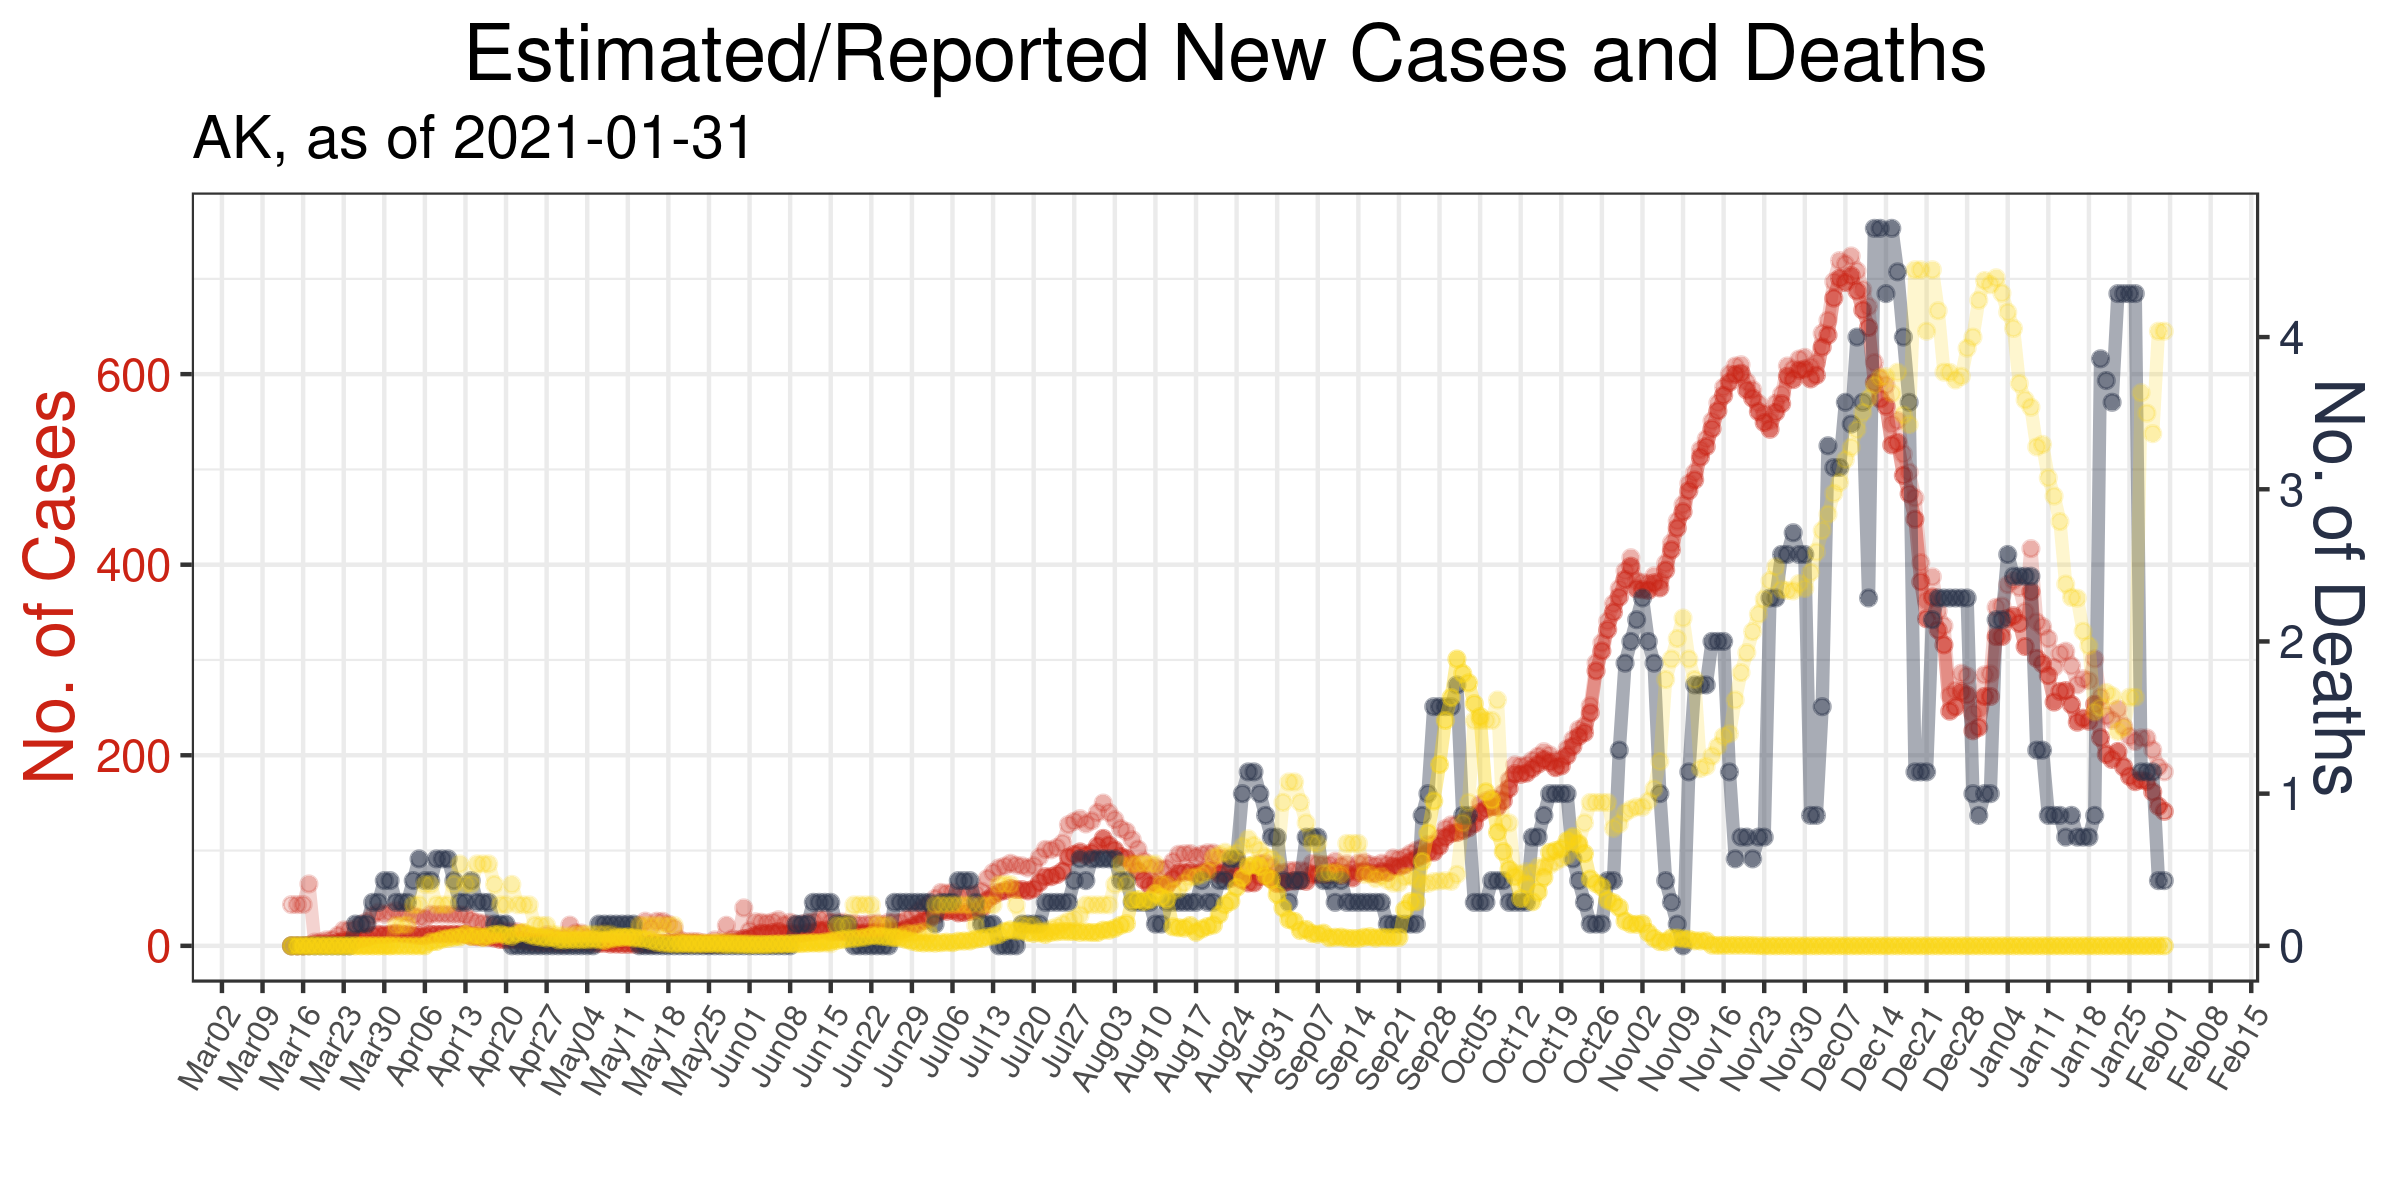 Estimated/Reported New Cases and Deaths
AK, as of 2021-01-31
No. of Cases
600
400
200
0
No. of Deaths
4
3
2
1
0
Mar02
Mar09
Mar16
Mar23
Mar30
Apr06
Apr13
Apr20
Apr27
May04
May11
May18
May25
Jun01
Jun08
Jun15
Jun22
Jun29
Jul06
Jul13
Jul20
Jul27
Aug03
Aug10
Aug17
Aug24
Aug31
Sep07
Sep14
Sep21
Sep28
Oct05
Oct12
Oct19
Oct26
Nov02
Nov09
Nov16
Nov23
Nov30
Dec07
Dec14
Dec21
Dec28
Jan04
Jan11
Jan18
Jan25
Feb01
Feb08
Feb15